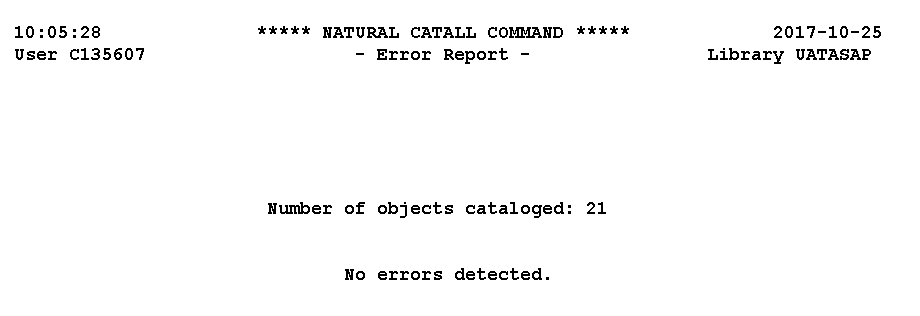 10:05:28 ***** NATURAL CATALL COMMAND ***** 2017-10-25
User C135607 - Error Report - Library UATASAP
Number of objects cataloged: 21
No errors detected.